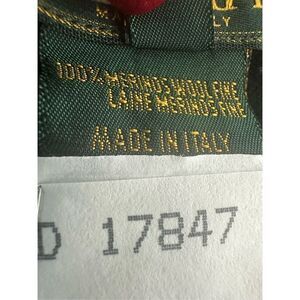 100% MERINOS WOOL FINE
LAINE MERINOS FINE
MADE IN ITALY
D 17847